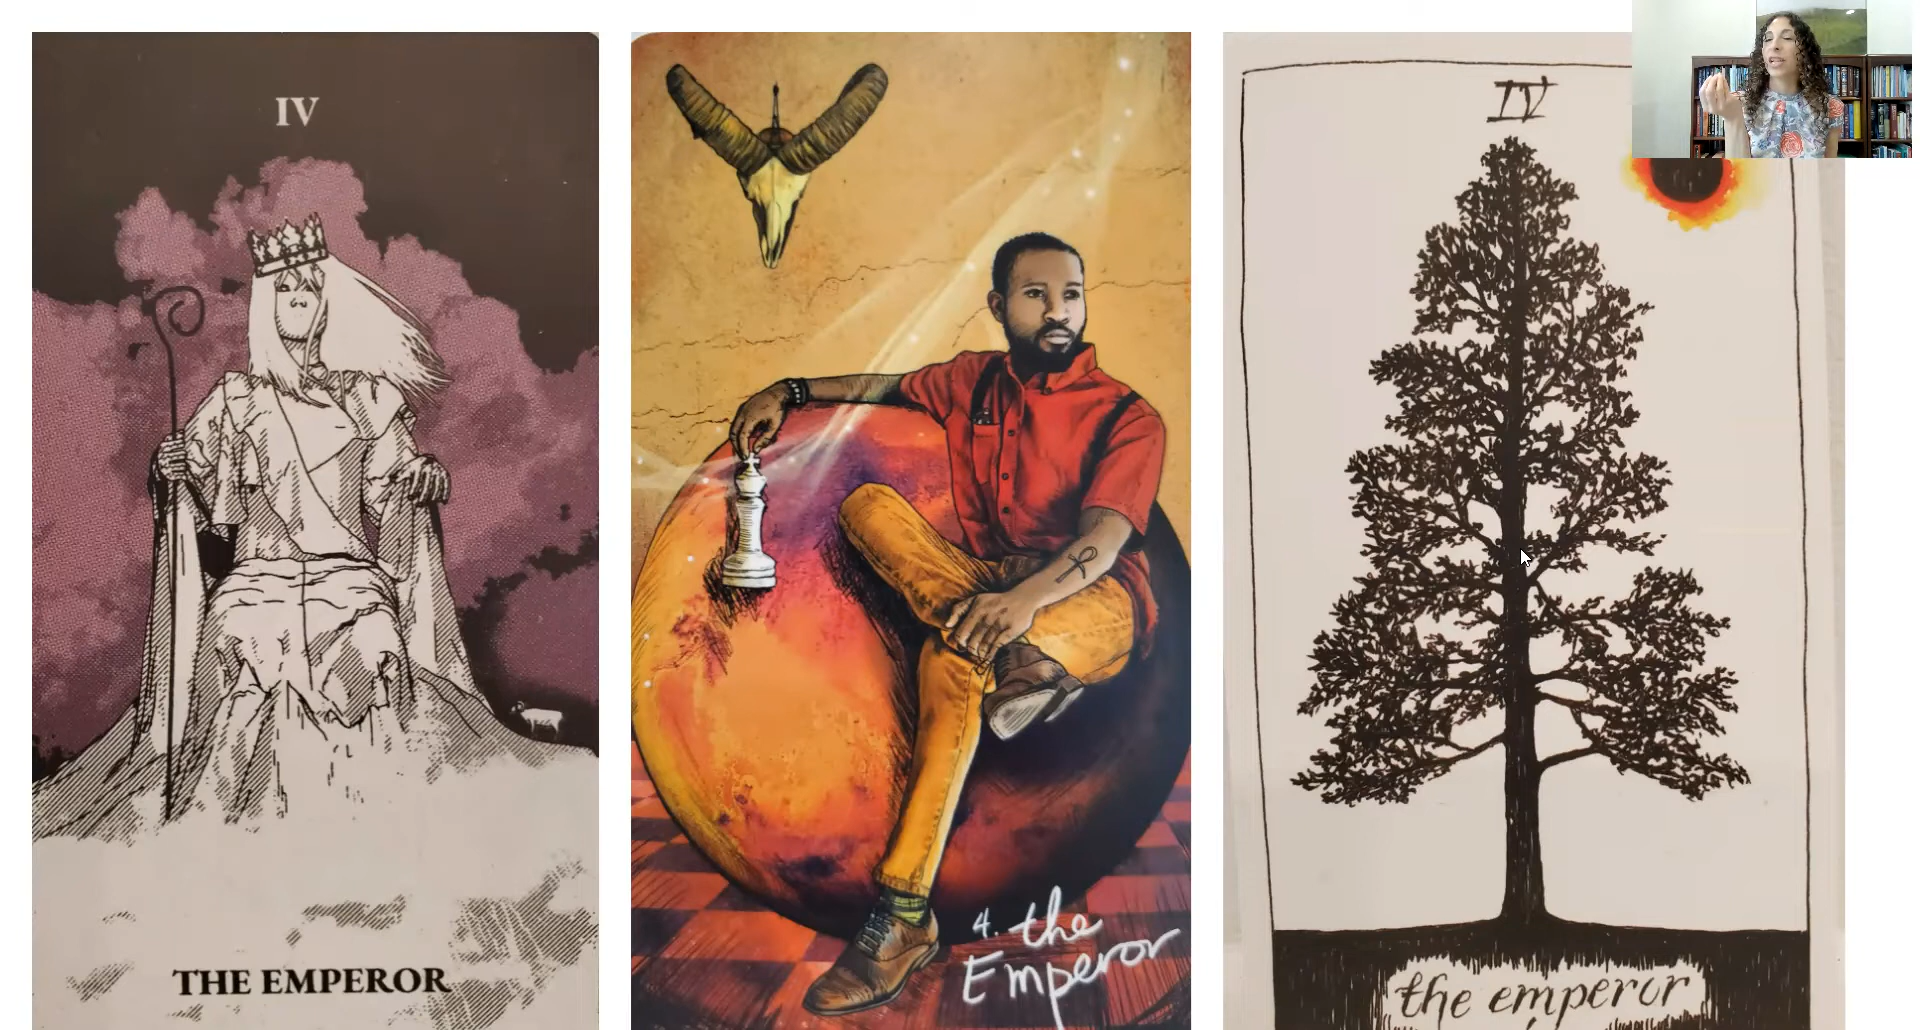 IV
THE EMPEROR
4. the
Emperor
IV
the emperor